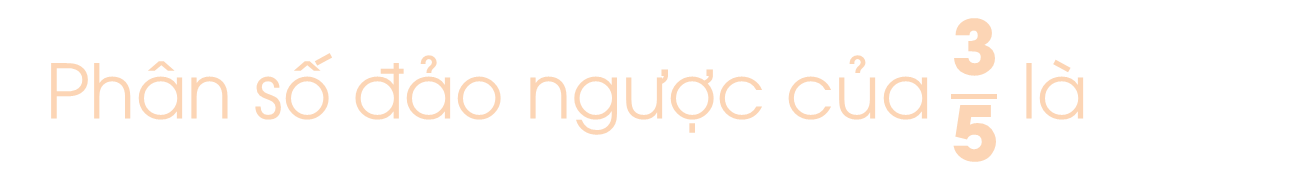 Phân số đảo ngược của 3/5 là